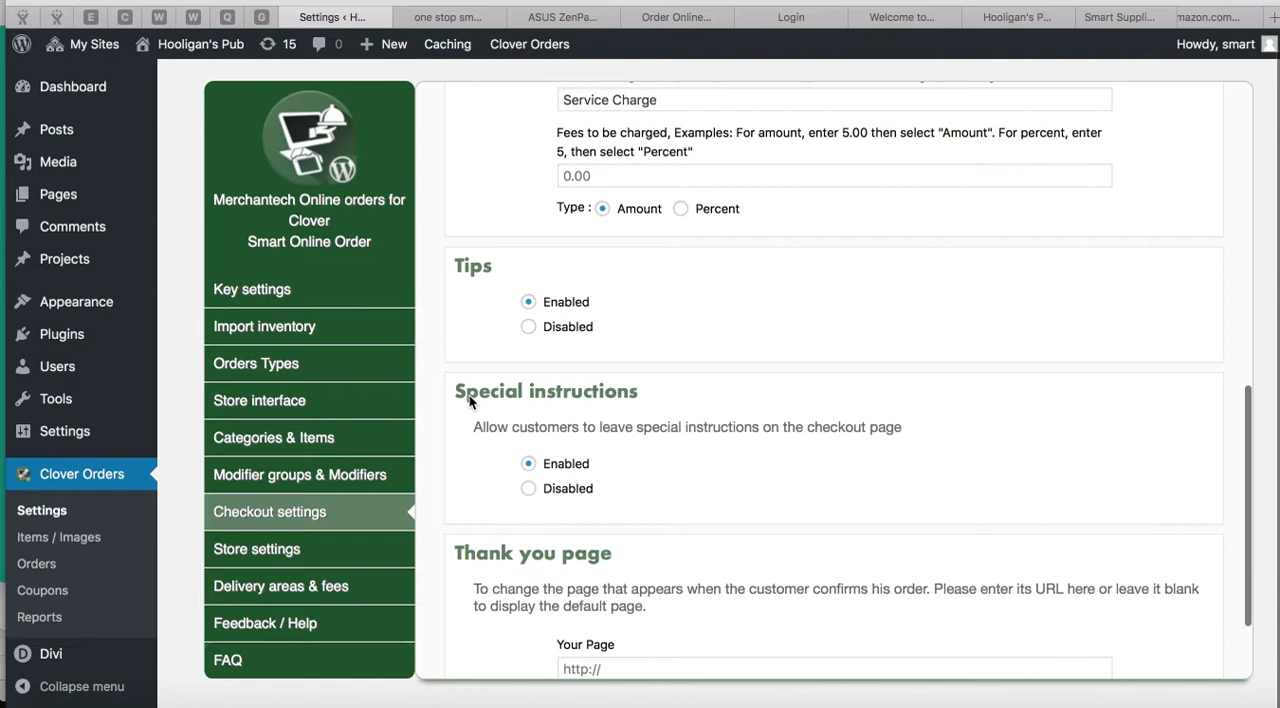 E
C
W
W
Q
G
Settings ‹ H...
one stop sm...
ASUS ZenPa...
Order Online...
Login
Welcome to...
Hooligan's P...
Smart Suppli...
mazon.com...
My Sites
Hooligan's Pub
15
0
New
Caching
Clover Orders
Howdy, smart
Dashboard
Posts
Media
Pages
Comments
Projects
Appearance
Plugins
Users
Tools
Settings
Clover Orders
Settings
Items / Images
Orders
Coupons
Reports
Divi
Collapse menu
Merchantech Online orders for
Clover
Smart Online Order
Key settings
Import inventory
Orders Types
Store interface
Categories & Items
Modifier groups & Modifiers
Checkout settings
Store settings
Delivery areas & fees
Feedback / Help
FAQ
Service Charge
Fees to be charged, Examples: For amount, enter 5.00 then select "Amount". For percent, enter
5, then select "Percent"
0.00
Type : Amount Percent
Tips
Enabled
Disabled
Special instructions
Allow customers to leave special instructions on the checkout page
Enabled
Disabled
Thank you page
To change the page that appears when the customer confirms his order. Please enter its URL here or leave it blank
to display the default page.
Your Page
http://